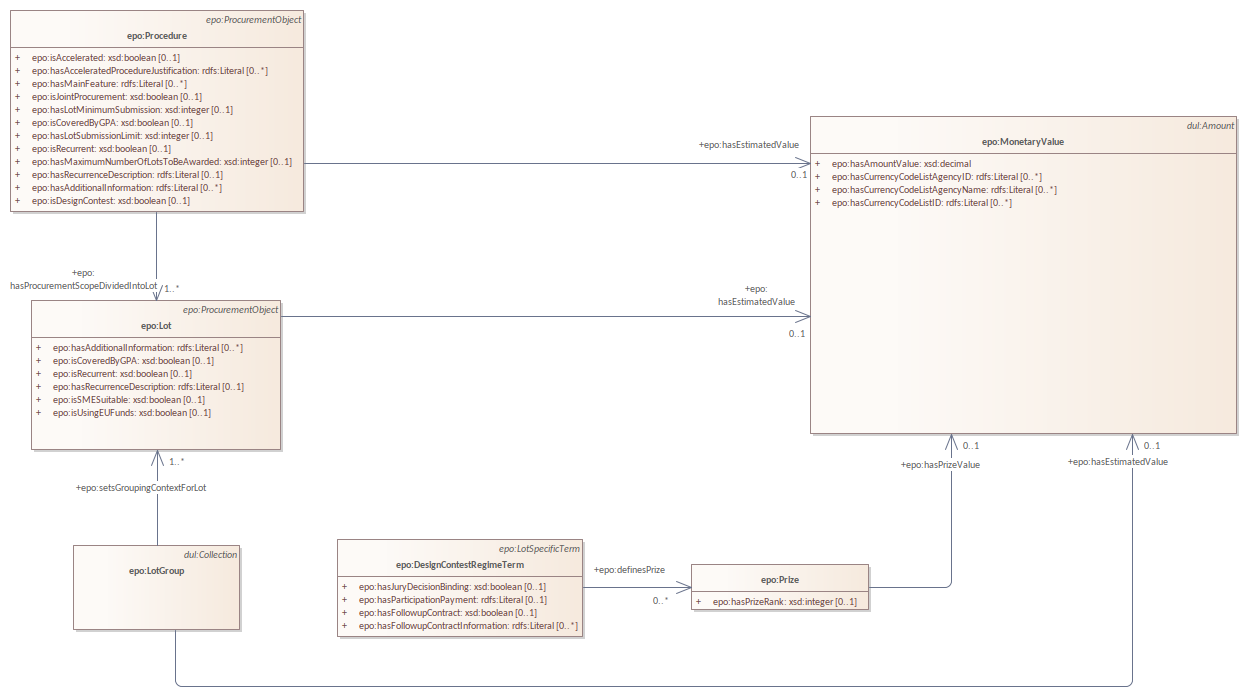 epo:ProcurementObject
epo:Procedure
+ epo:isAccelerated: xsd:boolean [0..1]
+ epo:hasAcceleratedProcedureJustification: rdfs:Literal [0..*]
+ epo:hasMainFeature: rdfs:Literal [0..*]
+ epo:isJointProcurement: xsd:boolean [0..1]
+ epo:hasLotMinimumSubmission: xsd:integer [0..1]
+ epo:isCoveredByGPA: xsd:boolean [0..1]
+ epo:hasLotSubmissionLimit: xsd:integer [0..1]
+ epo:isRecurrent: xsd:boolean [0..1]
+ epo:hasMaximumNumberOfLotsToBeAwarded: xsd:integer [0..1]
+ epo:hasRecurrenceDescription: rdfs:Literal [0..1]
+ epo:hasAdditionalInformation: rdfs:Literal [0..*]
+ epo:isDesignContest: xsd:boolean [0..1]
+epo:hasEstimatedValue
0..1
dul:Amount
epo:MonetaryValue
+ epo:hasAmountValue: xsd:decimal
+ epo:hasCurrencyCodeListAgencyID: rdfs:Literal [0..*]
+ epo:hasCurrencyCodeListAgencyName: rdfs:Literal [0..*]
+ epo:hasCurrencyCodeListID: rdfs:Literal [0..*]
+epo:
hasProcurementScopeDividedIntoLot
1..*
epo:ProcurementObject
epo:Lot
+ epo:hasAdditionalInformation: rdfs:Literal [0..*]
+ epo:isCoveredByGPA: xsd:boolean [0..1]
+ epo:isRecurrent: xsd:boolean [0..1]
+ epo:hasRecurrenceDescription: rdfs:Literal [0..1]
+ epo:isSMESuitable: xsd:boolean [0..1]
+ epo:isUsingEUFunds: xsd:boolean [0..1]
+epo:
hasEstimatedValue
0..1
1..*
+epo:setsGroupingContextForLot
0..1
+epo:hasPrizeValue
0..1
+epo:hasEstimatedValue
dul:Collection
epo:LotGroup
epo:LotSpecificTerm
epo:DesignContestRegimeTerm
+ epo:hasJuryDecisionBinding: xsd:boolean [0..1]
+ epo:hasParticipationPayment: rdfs:Literal [0..1]
+ epo:hasFollowupContract: xsd:boolean [0..1]
+ epo:hasFollowupContractInformation: rdfs:Literal [0..*]
+epo:definesPrize
0..*
epo:Prize
+ epo:hasPrizeRank: xsd:integer [0..1]